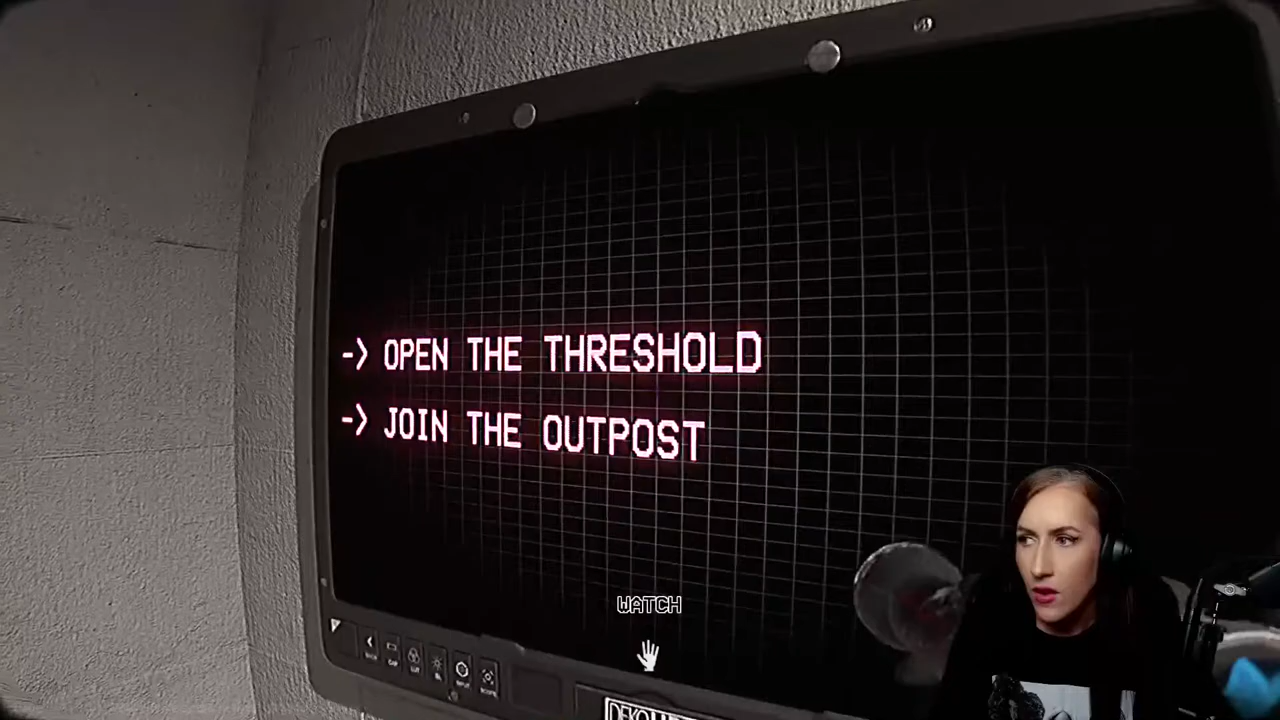 -> OPEN THE THRESHOLD
-> JOIN THE OUTPOST
WATCH